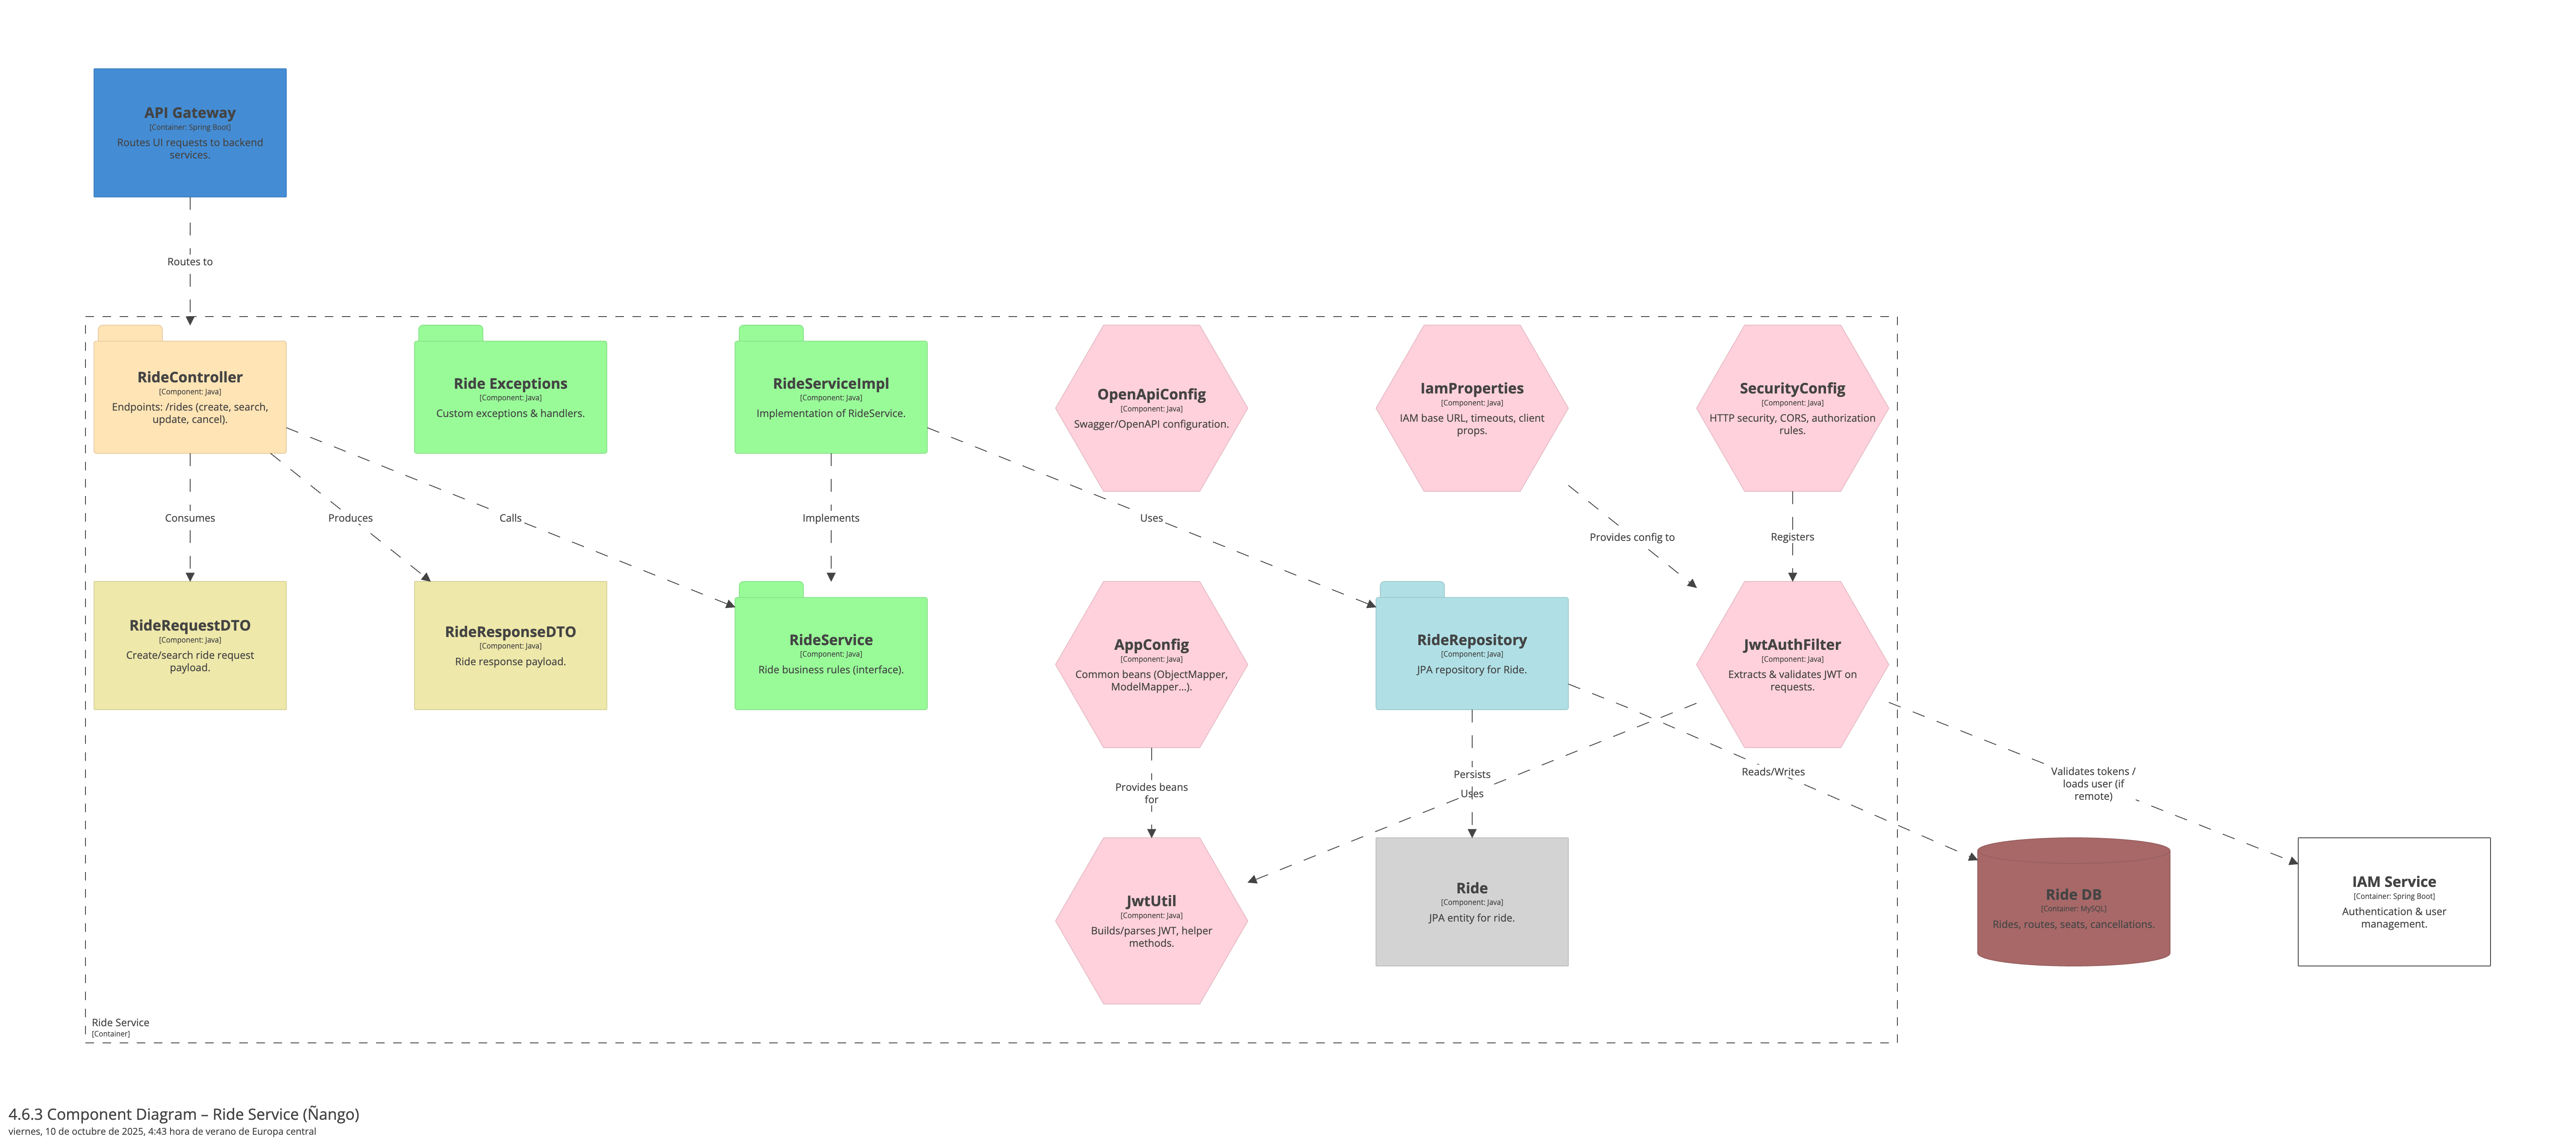 API Gateway
[Container: Spring Boot]
Routes UI requests to backend
services.
Routes to
RideController
[Component: Java]
Endpoints: /rides (create, search,
update, cancel).
Ride Exceptions
[Component: Java]
Custom exceptions & handlers.
RideServiceImpl
[Component: Java]
Implementation of RideService.
OpenApiConfig
[Component: Java]
Swagger/OpenAPI configuration.
IamProperties
[Component: Java]
IAM base URL, timeouts, client
props.
SecurityConfig
[Component: Java]
HTTP security, CORS, authorization
rules.
Consumes
Produces
Calls
Implements
Uses
Provides config to
Registers
RideRequestDTO
[Component: Java]
Create/search ride request
payload.
RideResponseDTO
[Component: Java]
Ride response payload.
RideService
[Component: Java]
Ride business rules (interface).
AppConfig
[Component: Java]
Common beans (ObjectMapper,
ModelMapper...).
RideRepository
[Component: Java]
JPA repository for Ride.
JwtAuthFilter
[Component: Java]
Extracts & validates JWT on
requests.
Provides beans
for
Persists
Uses
Reads/Writes
Validates tokens /
loads user (if
remote)
JwtUtil
[Component: Java]
Builds/parses JWT, helper
methods.
Ride
[Component: Java]
JPA entity for ride.
Ride DB
[Container: MySQL]
Rides, routes, seats, cancellations.
IAM Service
[Container: Spring Boot]
Authentication & user
management.
Ride Service
[Container]
4.6.3 Component Diagram – Ride Service (Ñango)
viernes, 10 de octubre de 2025, 4:43 hora de verano de Europa central